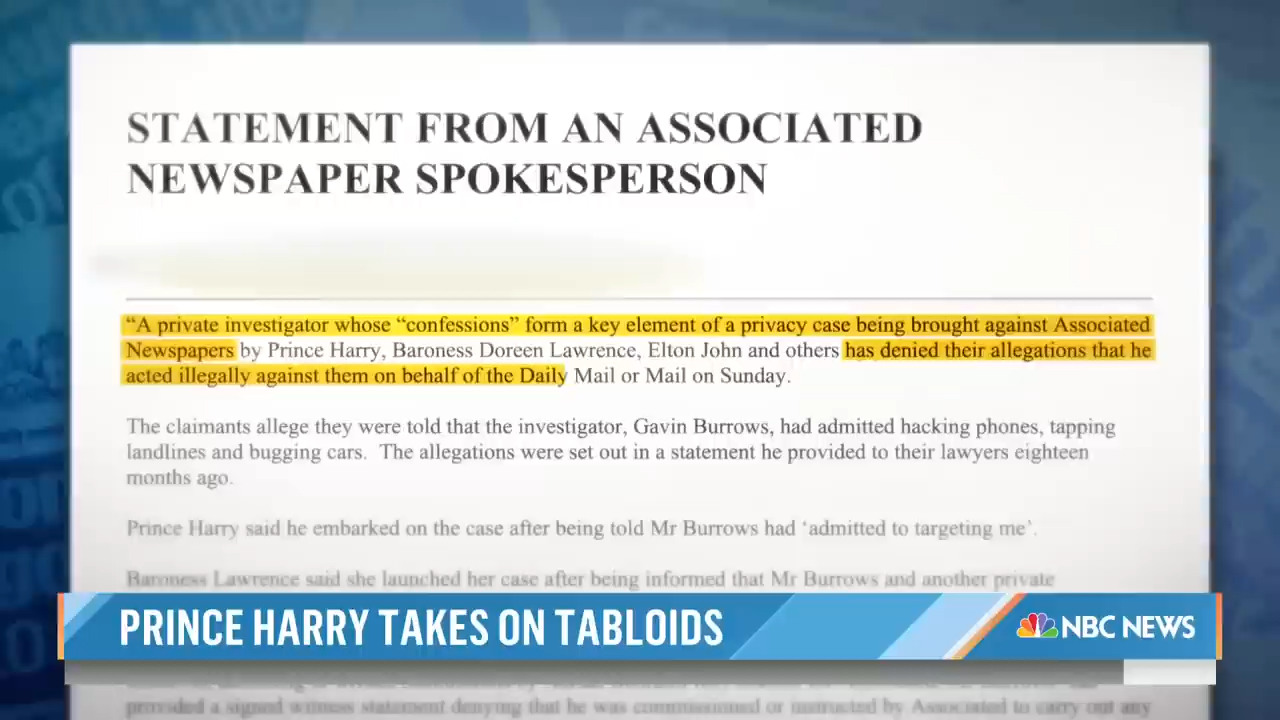 STATEMENT FROM AN ASSOCIATED
NEWSPAPER SPOKESPERSON
“A private investigator whose “confessions” form a key element of a privacy case being brought against Associated
Newspapers by Prince Harry, Baroness Doreen Lawrence, Elton John and others has denied their allegations that he
acted illegally against them on behalf of the Daily Mail or Mail on Sunday.
The claimants allege they were told that the investigator, Gavin Burrows, had admitted hacking phones, tapping
landlines and bugging cars. The allegations were set out in a statement he provided to their lawyers eighteen
months ago.
Prince Harry said he embarked on the case after being told Mr Burrows had ‘admitted to targeting me’.
Baroness Lawrence said she launched her case after being informed that Mr Burrows and another private
PRINCE HARRY TAKES ON TABLOIDS
NBC NEWS
provided a signed witness statement denying that he was commissioned or instructed by Associated to carry out any